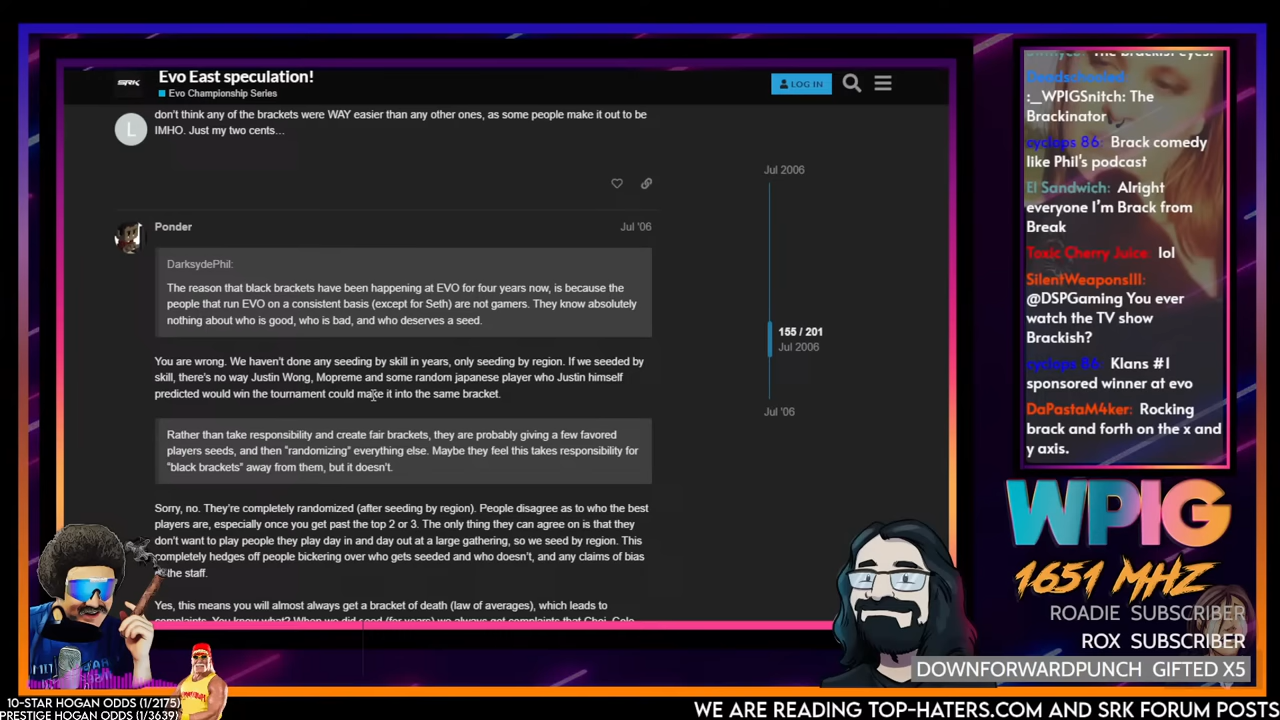 SRK
Evo East speculation!
Evo Championship Series
LOG IN
L
don't think any of the brackets were WAY easier than any other ones, as some people make it out to be
IMHO. Just my two cents…
Ponder
Jul '06
DarksydePhil:
The reason that black brackets have been happening at EVO for four years now, is because the
people that run EVO on a consistent basis (except for Seth) are not gamers. They know absolutely
nothing about who is good, who is bad, and who deserves a seed.
You are wrong. We haven't done any seeding by skill in years, only seeding by region. If we seeded by
skill, there's no way Justin Wong, Mopreme and some random japanese player who Justin himself
predicted would win the tournament could make it into the same bracket.
Rather than take responsibility and create fair brackets, they are probably giving a few favored
players seeds, and then "randomizing" everything else. Maybe they feel this takes responsibility for
"black brackets" away from them, but it doesn't.
Sorry, no. They're completely randomized (after seeding by region). People disagree as to who the best
players are, especially once you get past the top 2 or 3. The only thing they can agree on is that they
don't want to play people they play day in and day out at a large gathering, so we seed by region. This
completely hedges off people bickering over who gets seeded and who doesn't, and any claims of bias
the staff.
Yes, this means you will almost always get a bracket of death (law of averages), which leads to
Jul 2006
155 / 201
Jul 2006
Jul '06
The Brackist eyes!
Deadschooled:
:__WPIGSnitch: The
Brackinator
cyclops 86: Brack comedy
like Phil's podcast
El Sandwich: Alright
everyone I'm Brack from
Break
Toxic Cherry Juice: lol
SilentWeaponsIII:
@DSPGaming You ever
watch the TV show
Brackish?
cyclops 86: Klans #1
sponsored winner at evo
DaPastaM4ker: Rocking
brack and forth on the x and
y axis.
WPIG
1651 MHZ
ROADIE SUBSCRIBER
ROX SUBSCRIBER
DOWNFORWARDPUNCH GIFTED X5
10-STAR HOGAN ODDS (1/2175)
PRESTIGE HOGAN ODDS (1/3639)
WE ARE READING TOP-HATERS.COM AND SRK FORUM POSTS